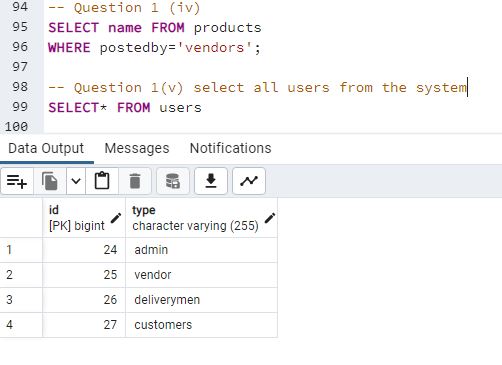 94 -- Question 1 (iv)
95 SELECT name FROM products
96 WHERE postedby='vendors';
97
98 -- Question 1(v) select all users from the system
99 SELECT* FROM users
100
Data Output Messages Notifications
id type
[PK] bigint character varying (255)
1 24 admin
2 25 vendor
3 26 deliverymen
4 27 customers